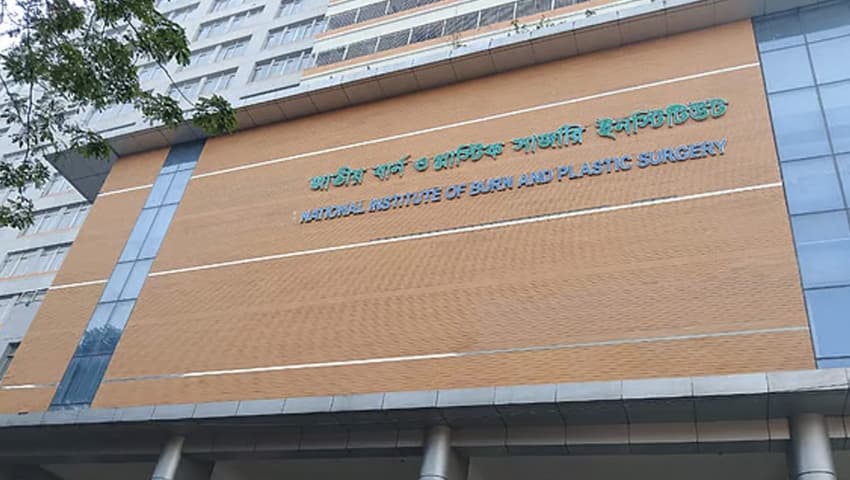 জাতীয় বার্ন ও প্লাস্টিক সার্জারি ইনস্টিটিউট
NATIONAL INSTITUTE OF BURN AND PLASTIC SURGERY